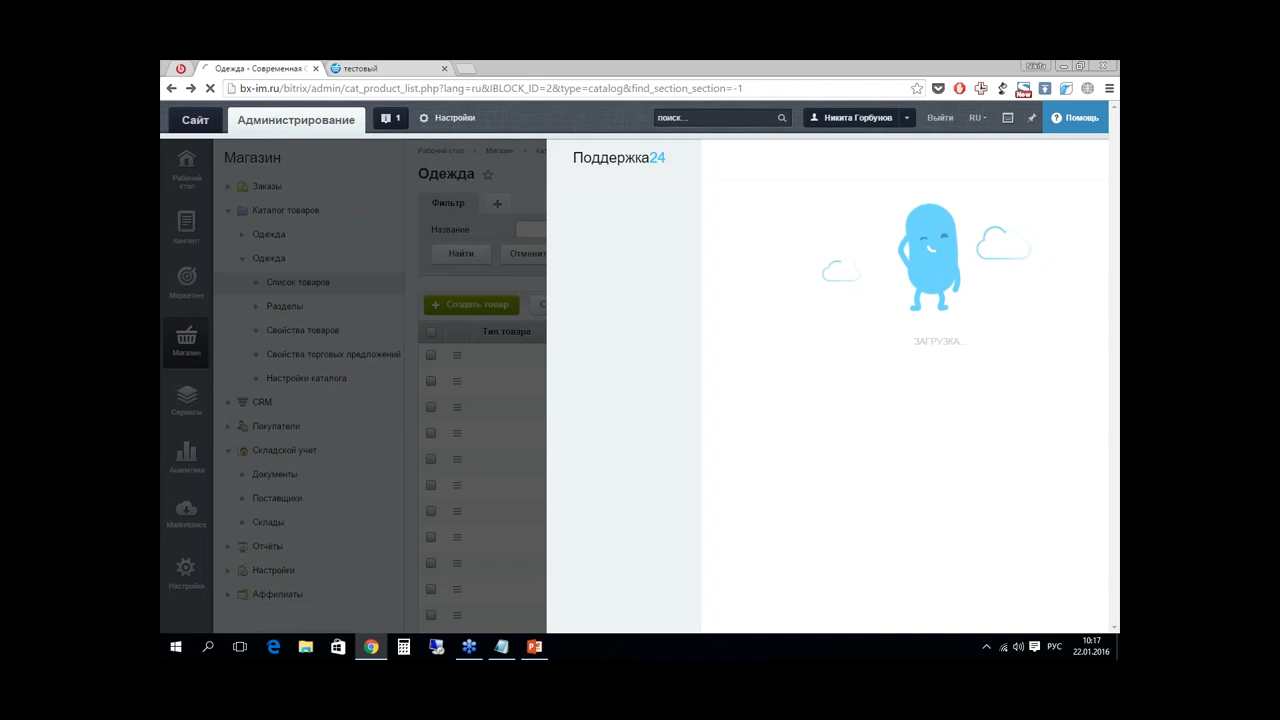 Одежда - Современная С
тестовый
Nikita
bx-im.ru/bitrix/admin/cat_product_list.php?lang=ru&IBLOCK_ID=2&type=catalog&find_section_section=-1
New
Сайт
Администрирование
1
Настройки
поиск...
Никита Горбунов
Выйти
RU
Помощь
Рабочий стол
Контент
Маркетинг
Магазин
Сервисы
Аналитика
Marketplace
Настройки
Магазин
Заказы
Каталог товаров
Одежда
Одежда
Список товаров
Разделы
Свойства товаров
Свойства торговых предложений
Настройки каталога
CRM
Покупатели
Складской учет
Документы
Поставщики
Склады
Отчёты
Настройки
Аффилиаты
Рабочий стол
Магазин
Одежда
Фильтр
Название
Найти
Отменит
Создать товар
Тип товара
Поддержка24
ЗАГРУЗКА...
РУС
10:17
22.01.2016